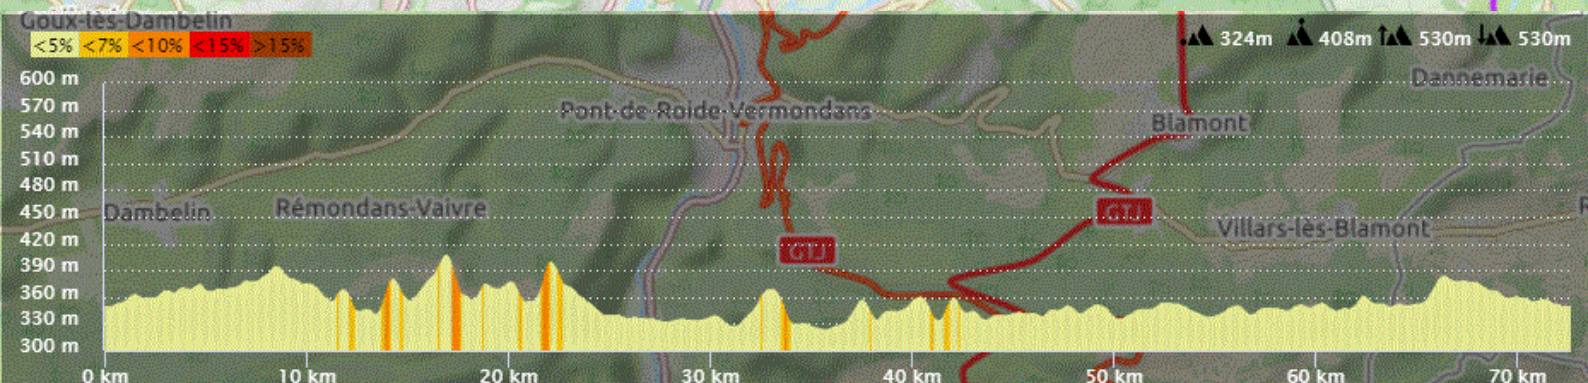 Goux-lès-Dambelin
<5% <7% <10% <15% >15%
324m 408m 530m 530m
600 m
Dannemarie
570 m
Pont-de-Roide-Vermondans
Blamont
540 m
510 m
480 m
450 m
Dambelin
Rémondans-Vaivre
GTJ
Villars-lès-Blamont
R
420 m
GTJ
390 m
360 m
330 m
300 m
0 km 10 km 20 km 30 km 40 km 50 km 60 km 70 km